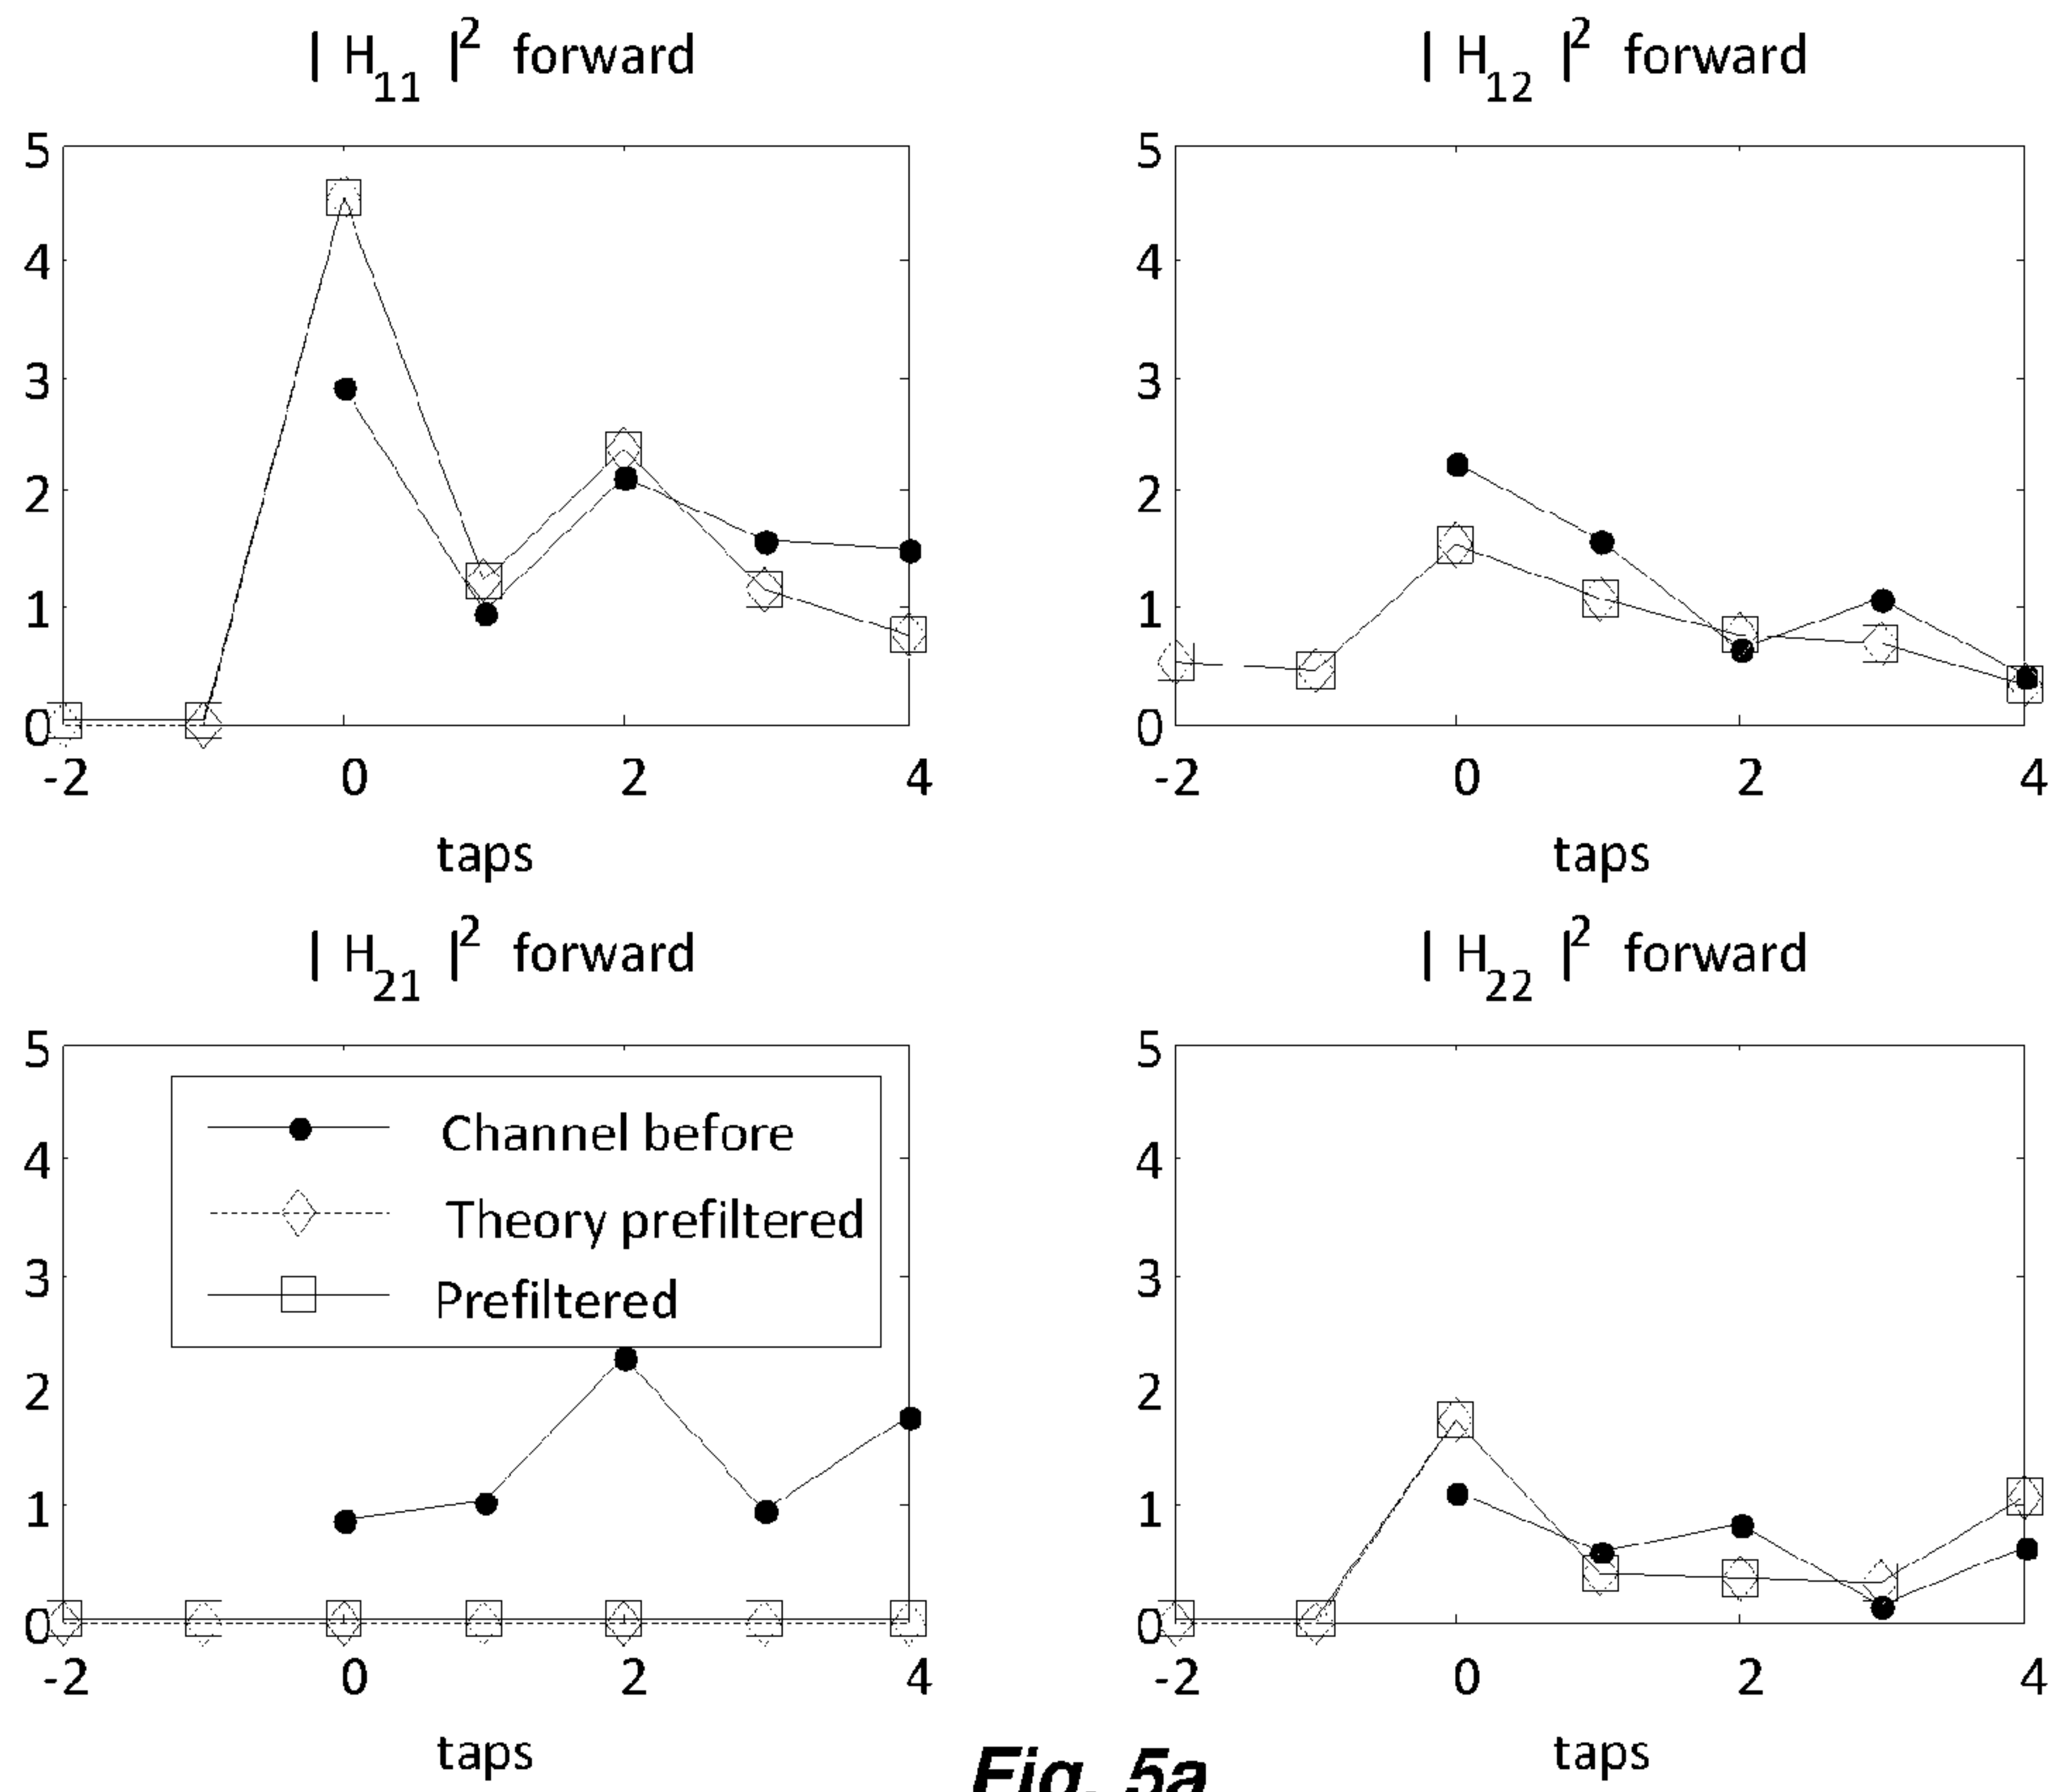 | H11 |2 forward
| H12 |2 forward
5
4
3
2
1
0
-2 0 2 4
taps
5
4
3
2
1
0
-2 0 2 4
taps
| H21 |2 forward
| H22 |2 forward
5
4
3
2
1
0
Channel before
Theory prefiltered
Prefiltered
-2 0 2 4
taps
5
4
3
2
1
0
-2 0 2 4
taps
Fig. 5a